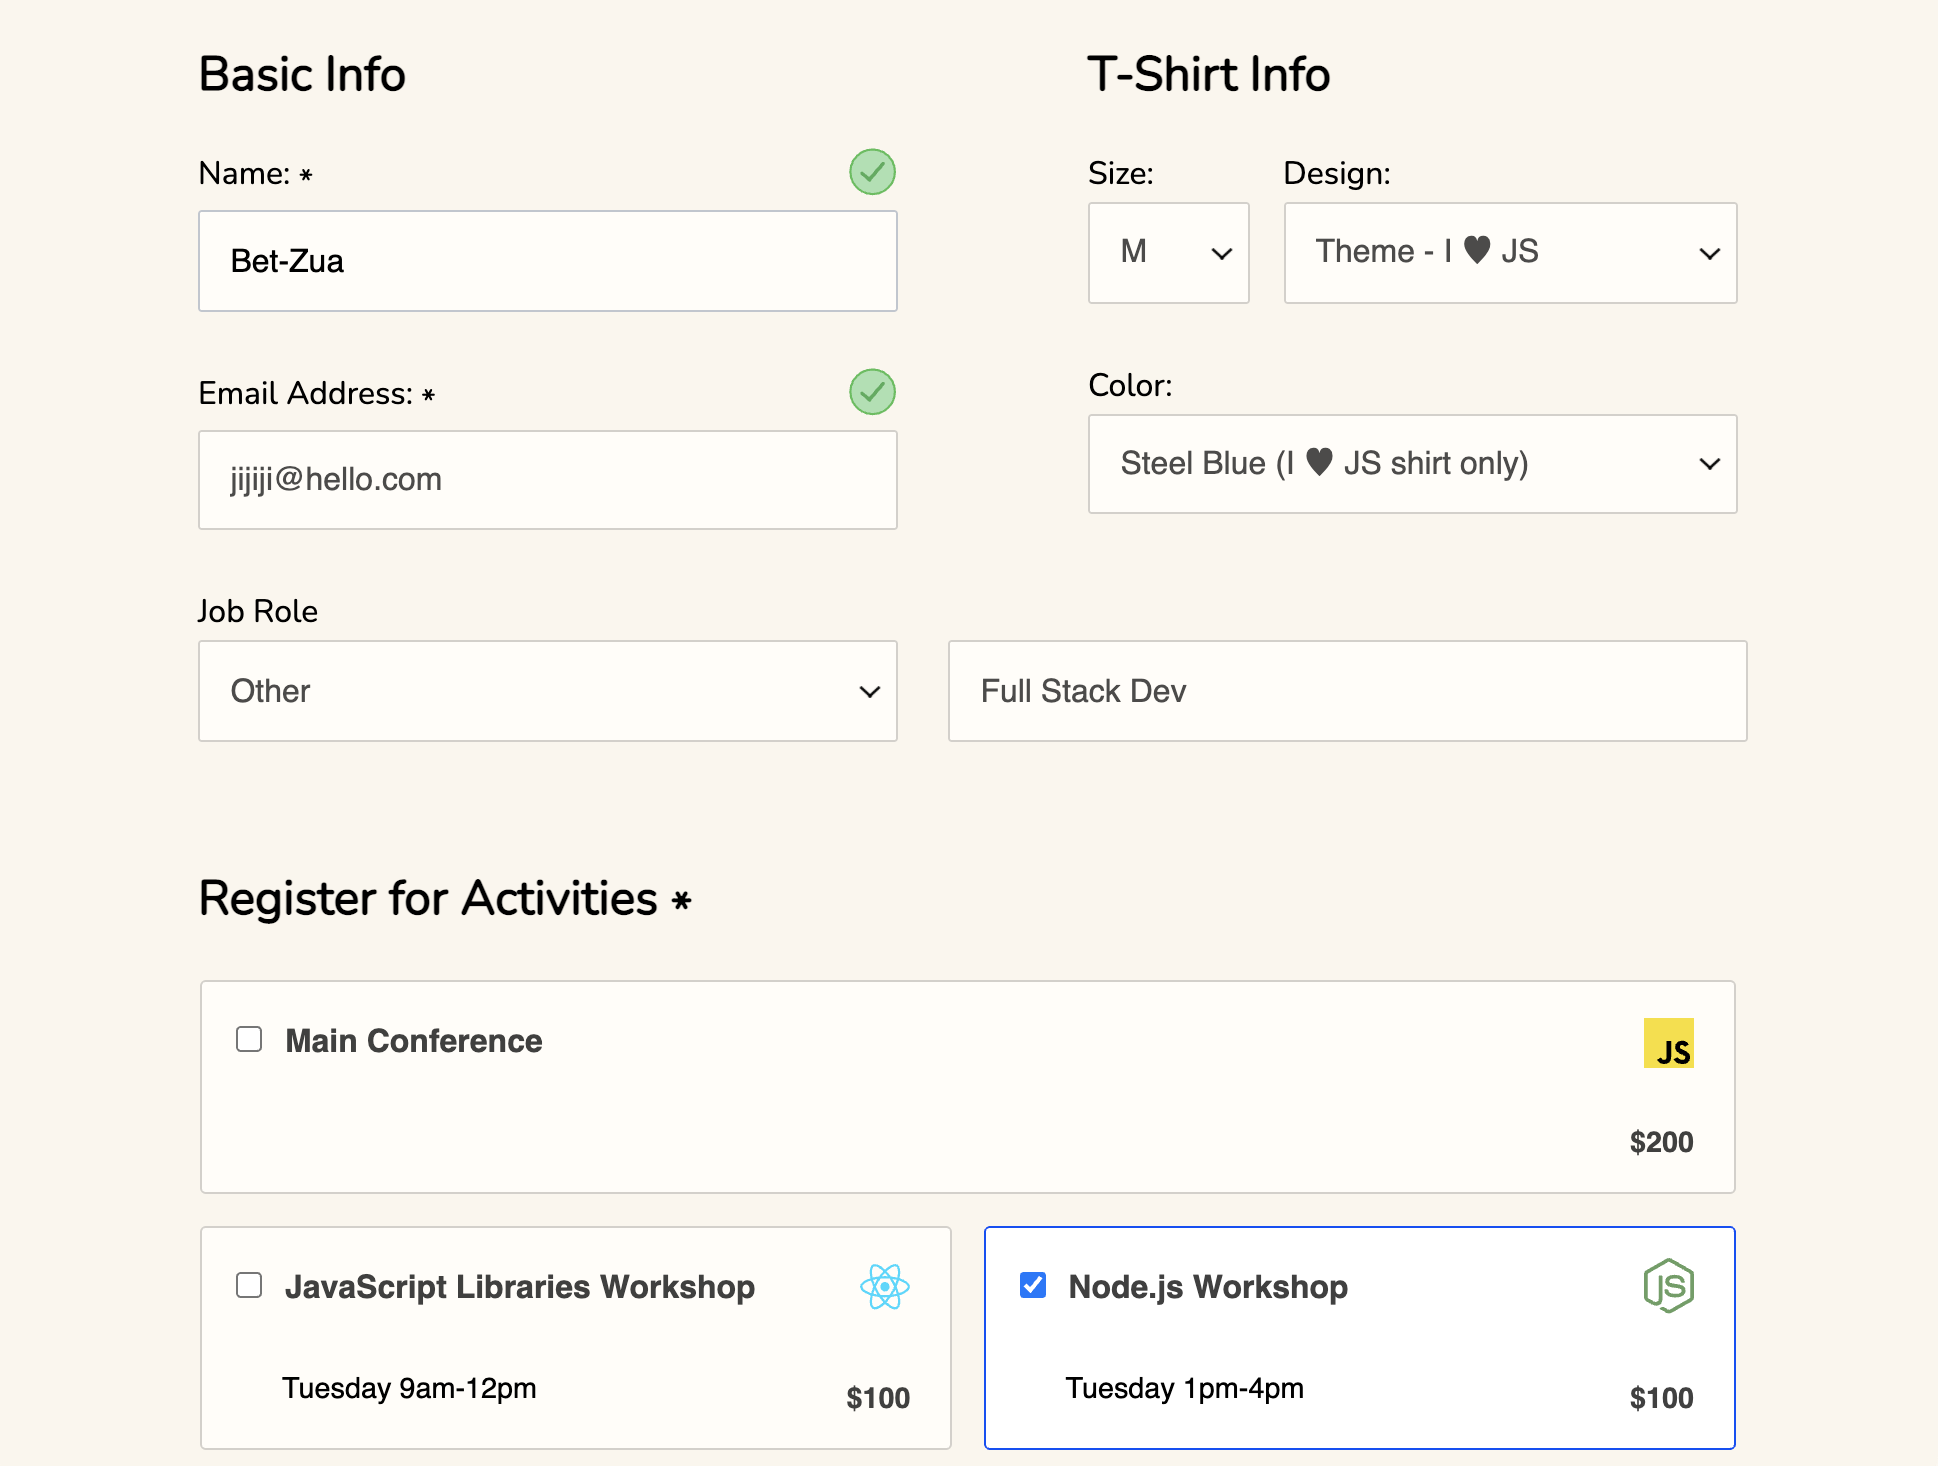 Basic Info
Name: *
Bet-Zua
Email Address: *
jijiji@hello.com
Job Role
Other
Full Stack Dev
T-Shirt Info
Size:
M
Design:
Theme - I ♥ JS
Color:
Steel Blue (I ♥ JS shirt only)
Register for Activities *
Main Conference
JS
$200
JavaScript Libraries Workshop
Tuesday 9am-12pm
$100
Node.js Workshop
JS
Tuesday 1pm-4pm
$100